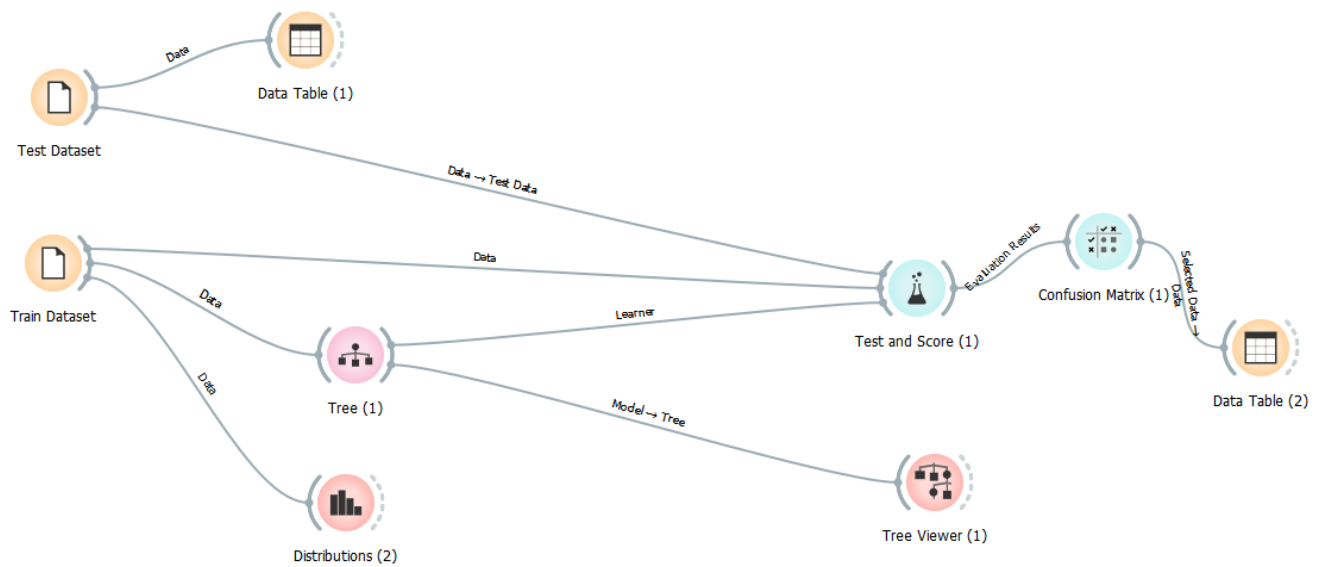 Data
Data Table (1)
Test Dataset
Data → Test Data
Train Dataset
Data
Data
Data
Learner
Tree (1)
Model → Tree
Distributions (2)
Test and Score (1)
Evaluation Results
Confusion Matrix (1)
Selected Data →
Data
Data Table (2)
Tree Viewer (1)